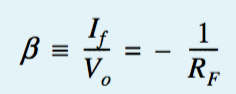 β ≡ I_f / V_o = − 1 / R_F